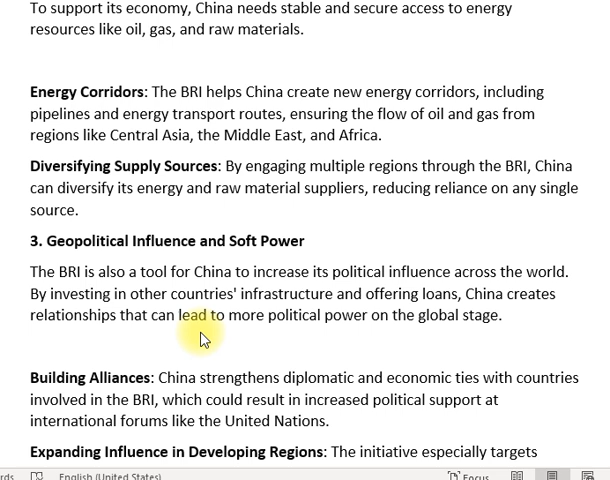 To support its economy, China needs stable and secure access to energy
resources like oil, gas, and raw materials.
Energy Corridors: The BRI helps China create new energy corridors, including
pipelines and energy transport routes, ensuring the flow of oil and gas from
regions like Central Asia, the Middle East, and Africa.
Diversifying Supply Sources: By engaging multiple regions through the BRI, China
can diversify its energy and raw material suppliers, reducing reliance on any single
source.
3. Geopolitical Influence and Soft Power
The BRI is also a tool for China to increase its political influence across the world.
By investing in other countries' infrastructure and offering loans, China creates
relationships that can lead to more political power on the global stage.
Building Alliances: China strengthens diplomatic and economic ties with countries
involved in the BRI, which could result in increased political support at
international forums like the United Nations.
Expanding Influence in Developing Regions: The initiative especially targets
rds English (United States) Focus